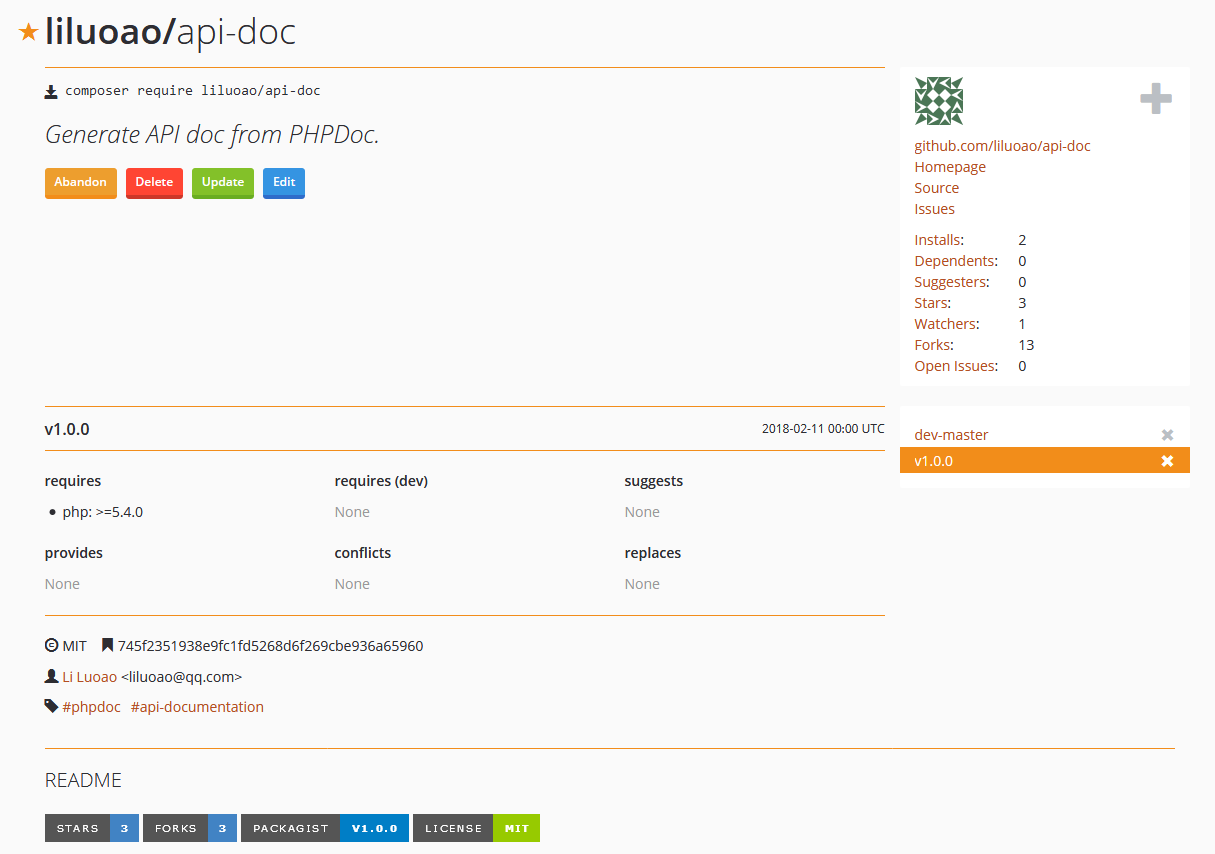 liluoao/api-doc
composer require liluoao/api-doc
Generate API doc from PHPDoc.
Abandon Delete Update Edit
github.com/liluoao/api-doc
Homepage
Source
Issues
Installs: 2
Dependents: 0
Suggesters: 0
Stars: 3
Watchers: 1
Forks: 13
Open Issues: 0
v1.0.0 2018-02-11 00:00 UTC
dev-master
v1.0.0
requires requires (dev) suggests
php: >=5.4.0 None None
provides conflicts replaces
None None None
MIT 745f2351938e9fc1fd5268d6f269cbe936a65960
Li Luoao <liluoao@qq.com>
#phpdoc #api-documentation
README
STARS 3 FORKS 3 PACKAGIST V1.0.0 LICENSE MIT